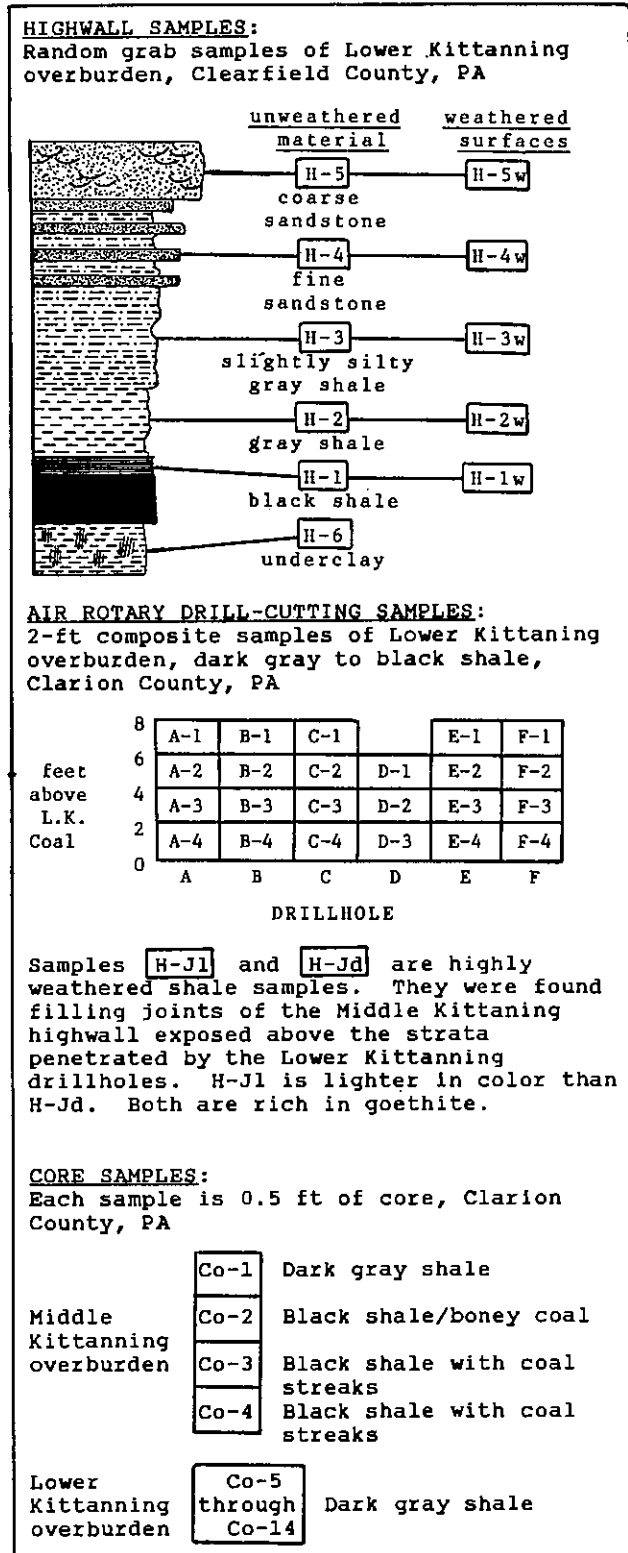 HIGHWALL SAMPLES:
Random grab samples of Lower Kittanning
overburden, Clearfield County, PA
unweathered weathered
material surfaces
H-5 H-5w
coarse
sandstone
H-4 H-4w
fine
sandstone
H-3 H-3w
slightly silty
gray shale
H-2 H-2w
gray shale
H-1 H-1w
black shale
H-6
underclay
AIR ROTARY DRILL-CUTTING SAMPLES:
2-ft composite samples of Lower Kittaning
overburden, dark gray to black shale,
Clarion County, PA
8
A-1 B-1 C-1 E-1 F-1
6
feet A-2 B-2 C-2 D-1 E-2 F-2
above 4
L.K. A-3 B-3 C-3 D-2 E-3 F-3
2
Coal A-4 B-4 C-4 D-3 E-4 F-4
0
A B C D E F
DRILLHOLE
Samples H-Jl and H-Jd are highly
weathered shale samples. They were found
filling joints of the Middle Kittaning
highwall exposed above the strata
penetrated by the Lower Kittanning
drillholes. H-Jl is lighter in color than
H-Jd. Both are rich in goethite.
CORE SAMPLES:
Each sample is 0.5 ft of core, Clarion
County, PA
Co-1 Dark gray shale
Middle Co-2 Black shale/boney coal
Kittanning
overburden Co-3 Black shale with coal
streaks
Co-4 Black shale with coal
streaks
Lower Co-5
Kittanning through Dark gray shale
overburden Co-14